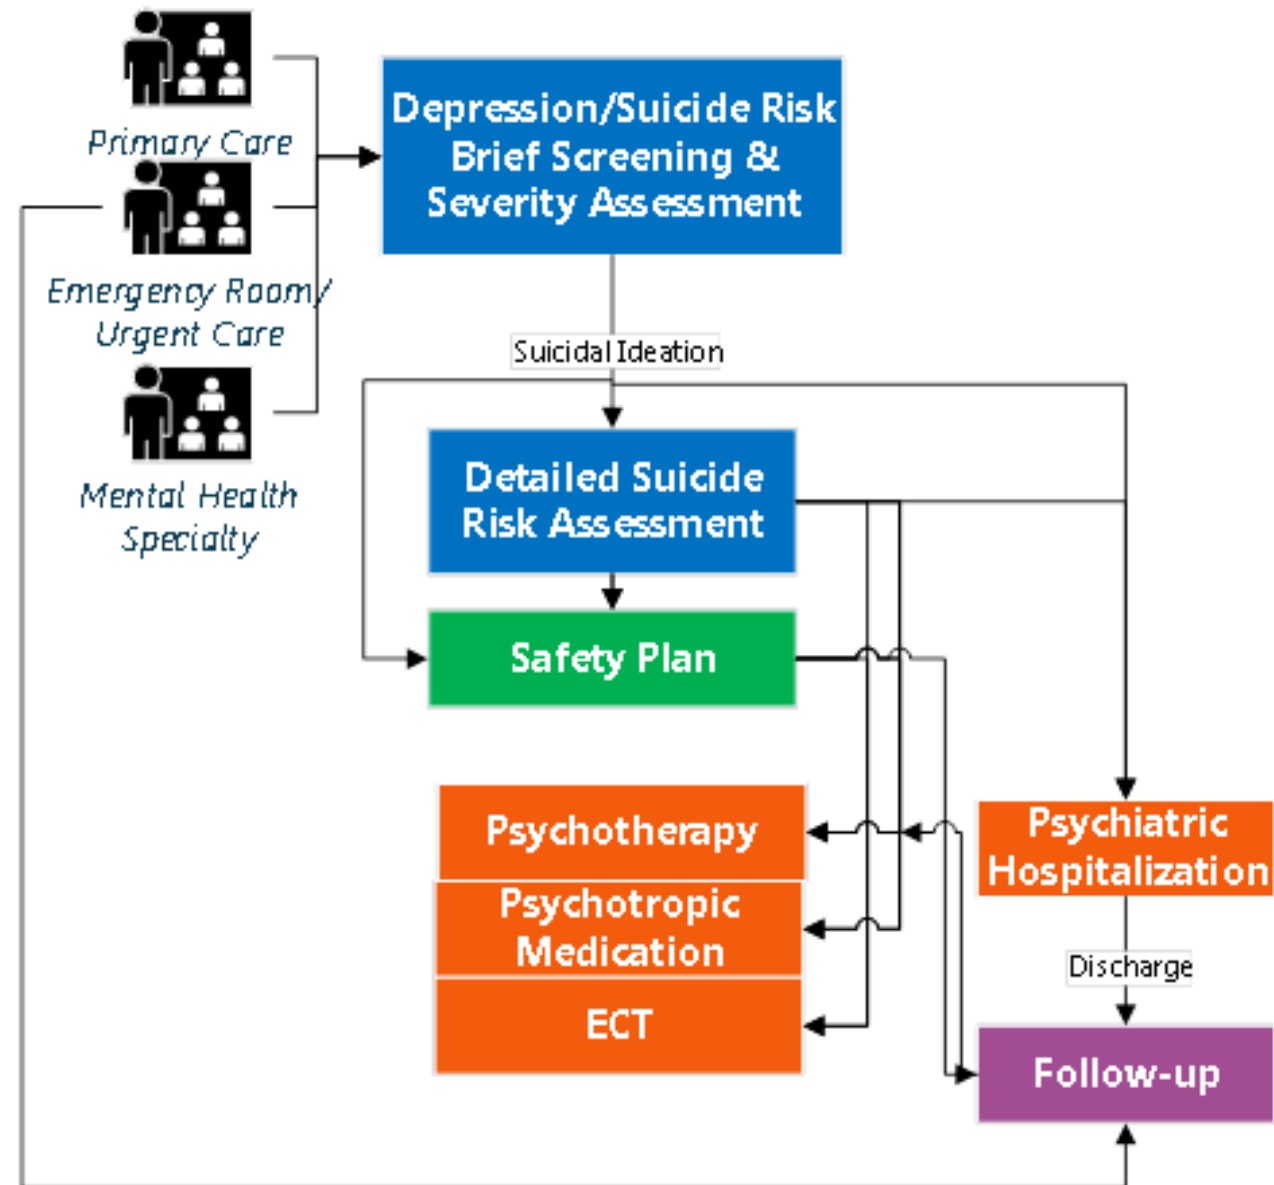 Primary Care
Emergency Room/
Urgent Care
Mental Health
Specialty
Depression/Suicide Risk
Brief Screening &
Severity Assessment
Suicidal Ideation
Detailed Suicide
Risk Assessment
Safety Plan
Psychotherapy
Psychotropic
Medication
ECT
Psychiatric
Hospitalization
Discharge
Follow-up